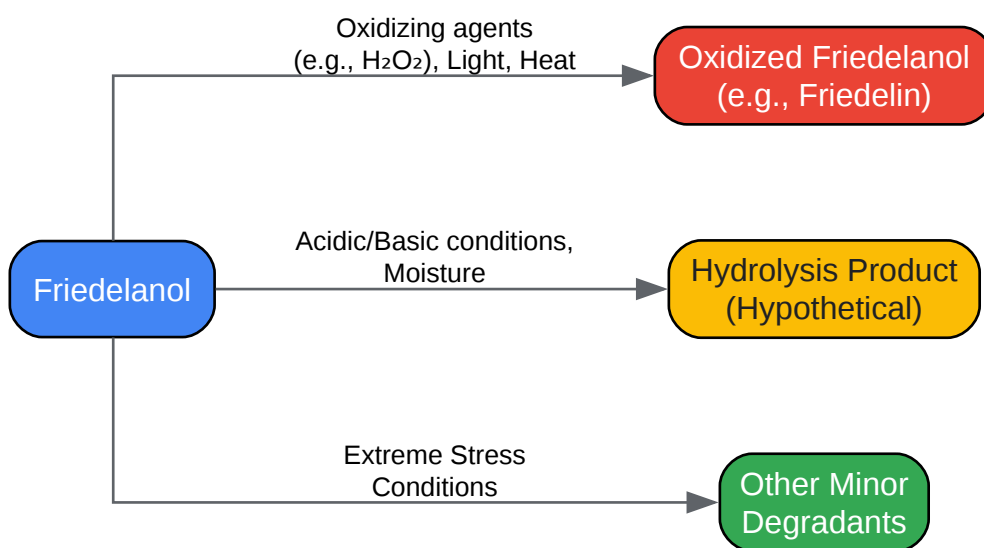 Oxidizing agents
(e.g., H₂O₂), Light, Heat
Oxidized Friedelanol
(e.g., Friedelin)
Friedelanol
Acidic/Basic conditions,
Moisture
Hydrolysis Product
(Hypothetical)
Extreme Stress
Conditions
Other Minor
Degradants